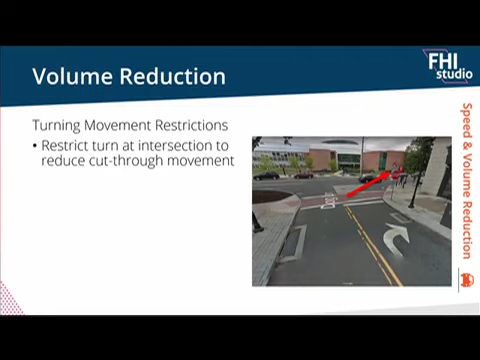 Volume Reduction
FHI
studio
Turning Movement Restrictions
• Restrict turn at intersection to
reduce cut-through movement
Speed & Volume Reduction